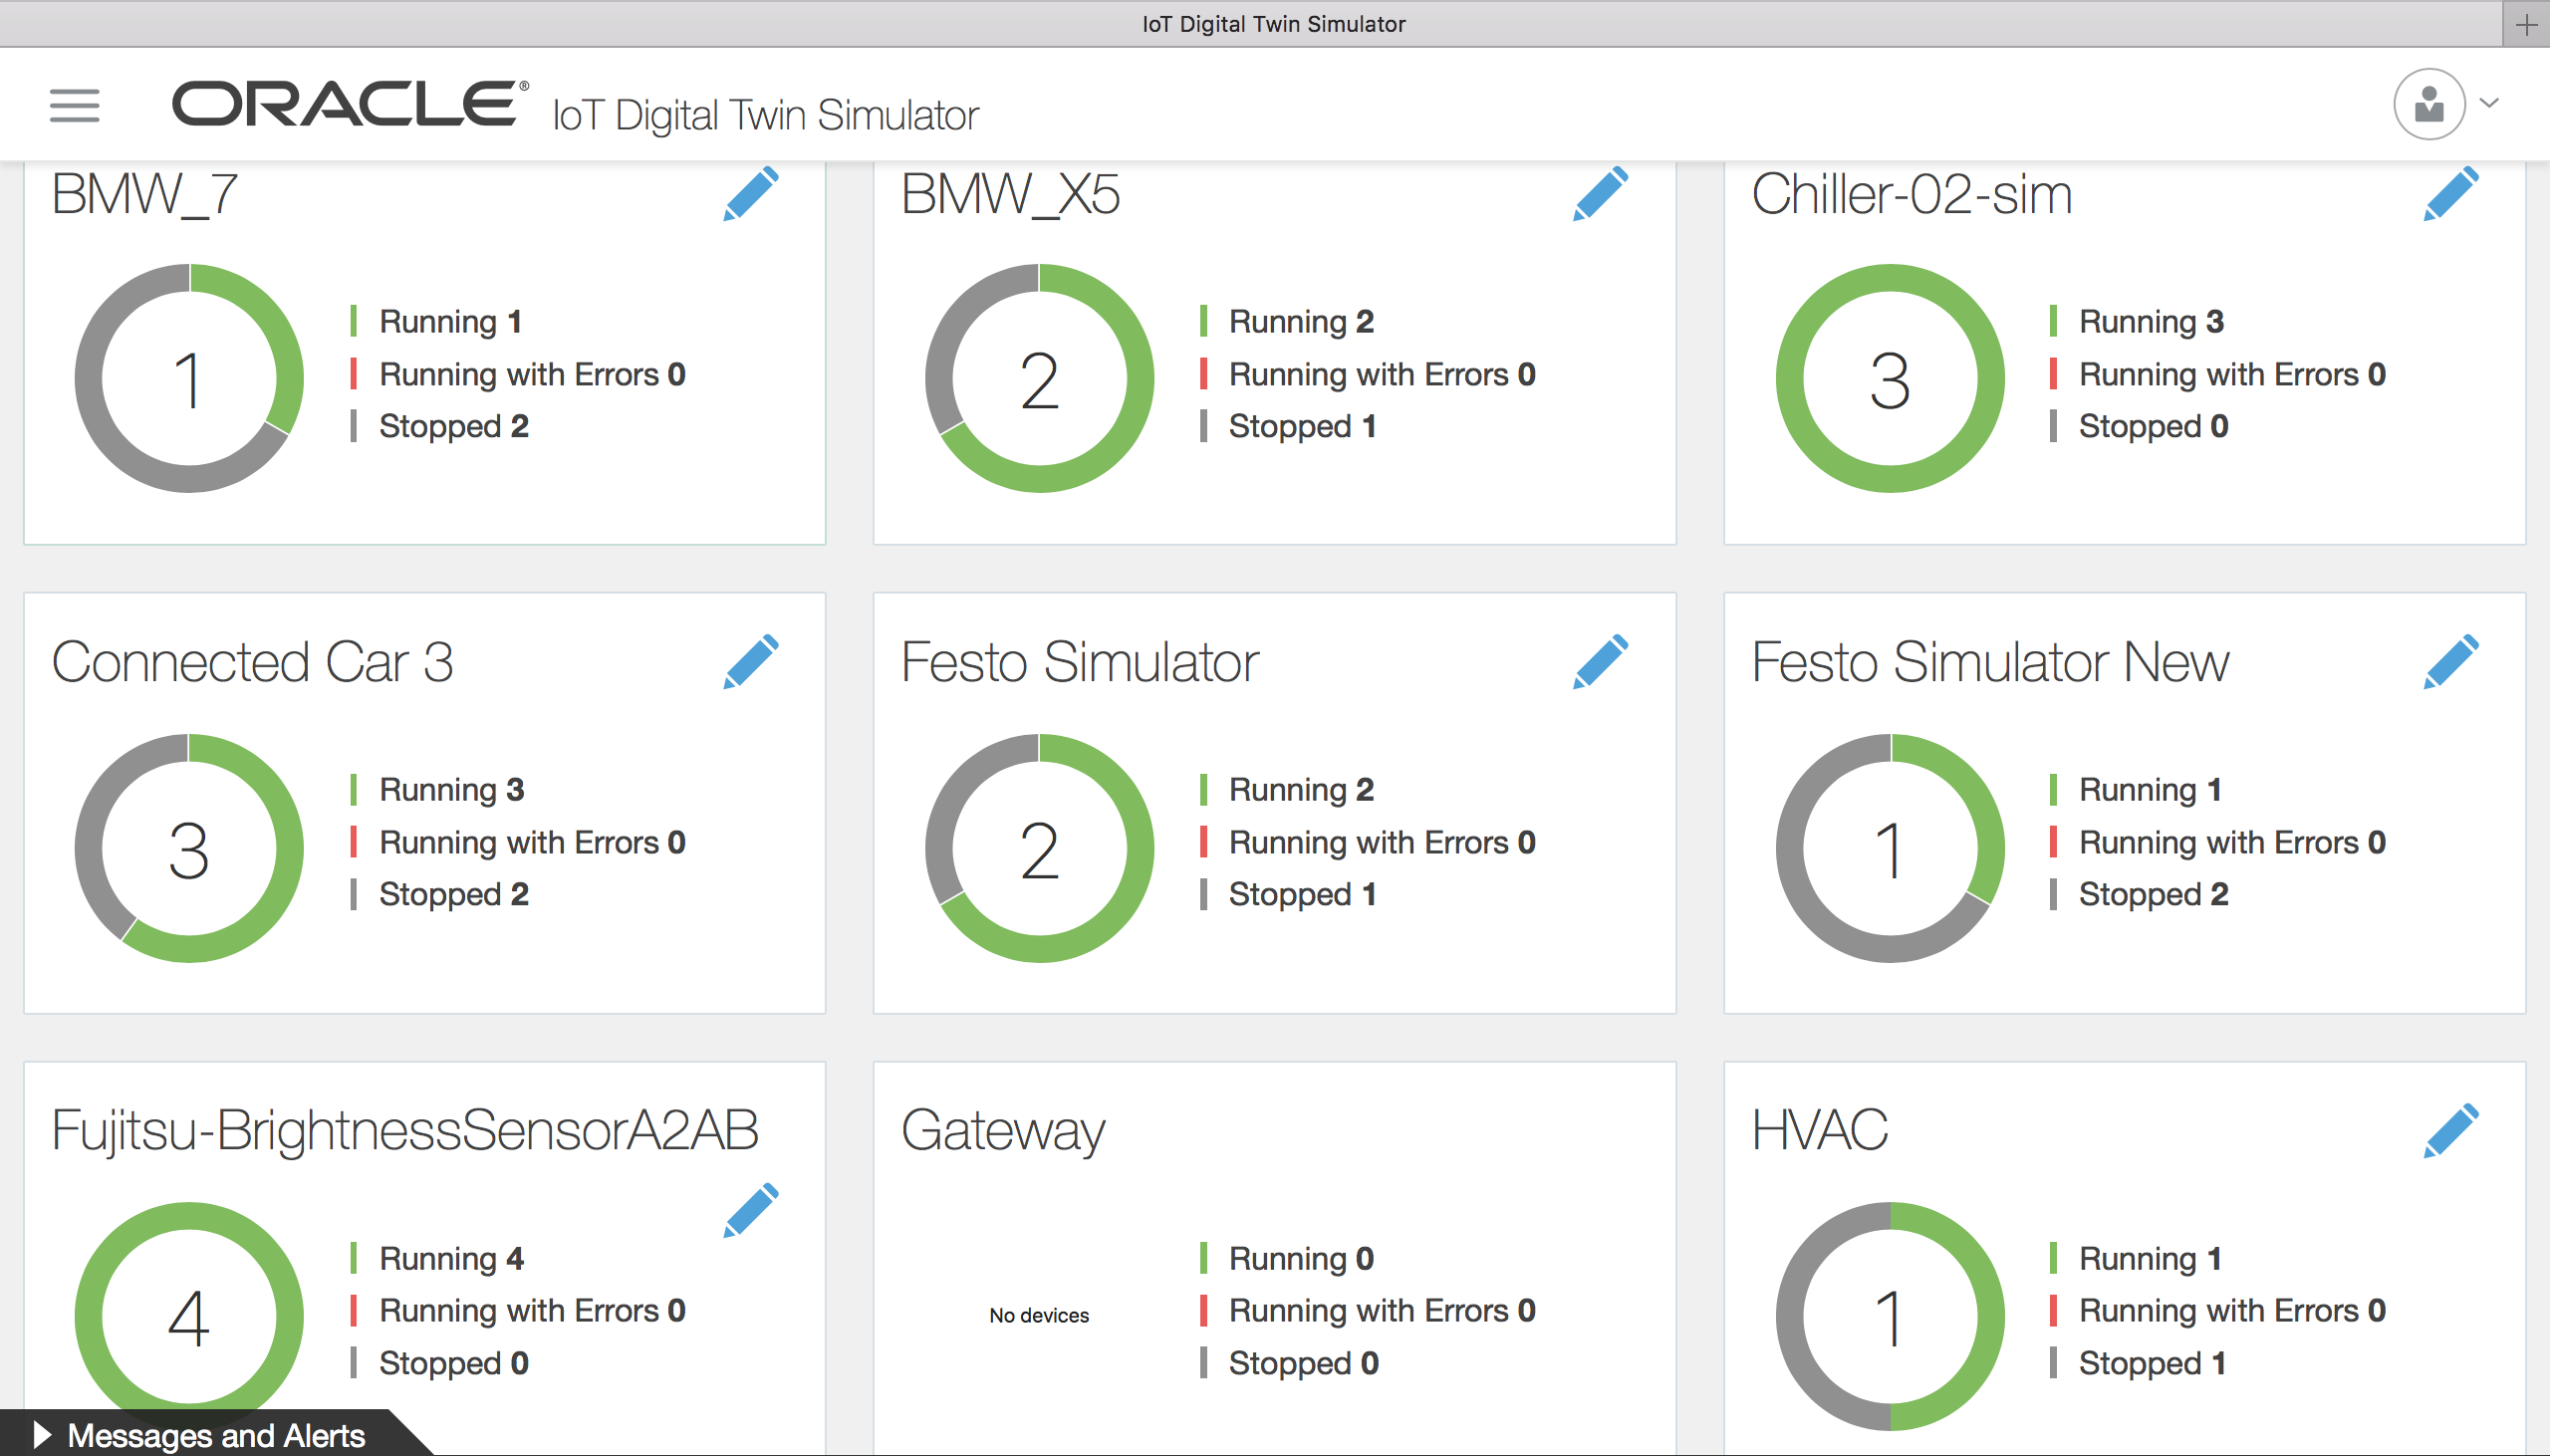 IoT Digital Twin Simulator
ORACLE® IoT Digital Twin Simulator
BMW_7
1
Running 1
Running with Errors 0
Stopped 2
BMW_X5
2
Running 2
Running with Errors 0
Stopped 1
Chiller-02-sim
3
Running 3
Running with Errors 0
Stopped 0
Connected Car 3
3
Running 3
Running with Errors 0
Stopped 2
Festo Simulator
2
Running 2
Running with Errors 0
Stopped 1
Festo Simulator New
1
Running 1
Running with Errors 0
Stopped 2
Fujitsu-BrightnessSensorA2AB
4
Running 4
Running with Errors 0
Stopped 0
Gateway
No devices
Running 0
Running with Errors 0
Stopped 0
HVAC
1
Running 1
Running with Errors 0
Stopped 1
Messages and Alerts